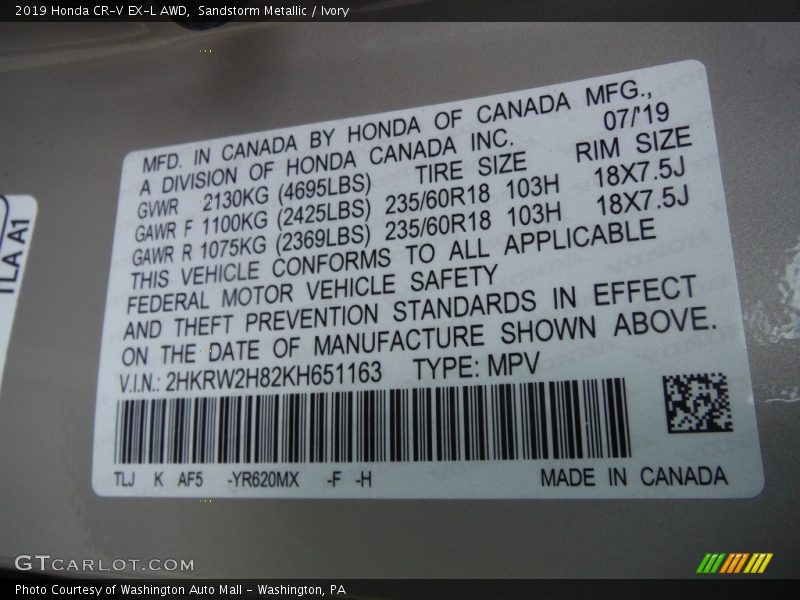 2019 Honda CR-V EX-L AWD, Sandstorm Metallic / Ivory
MFD. IN CANADA BY HONDA OF CANADA MFG.,
A DIVISION OF HONDA CANADA INC. 07/'19
TIRE SIZE RIM SIZE
GVWR 2130KG (4695LBS)
GAWR F 1100KG (2425LBS) 235/60R18 103H 18X7.5J
GAWR R 1075KG (2369LBS) 235/60R18 103H 18X7.5J
THIS VEHICLE CONFORMS TO ALL APPLICABLE
FEDERAL MOTOR VEHICLE SAFETY
AND THEFT PREVENTION STANDARDS IN EFFECT
ON THE DATE OF MANUFACTURE SHOWN ABOVE.
V.I.N.: 2HKRW2H82KH651163 TYPE: MPV
TLJ K AF5 -YR620MX -F -H MADE IN CANADA
TLA A1
GTCARLOT.COM
Photo Courtesy of Washington Auto Mall - Washington, PA